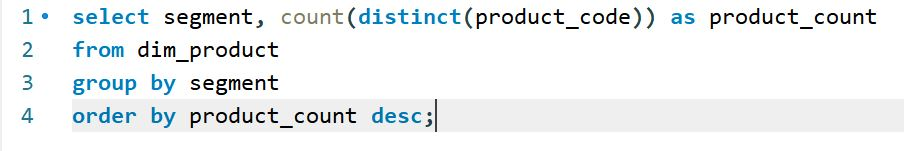 1 select segment, count(distinct(product_code)) as product_count
2 from dim_product
3 group by segment
4 order by product_count desc;